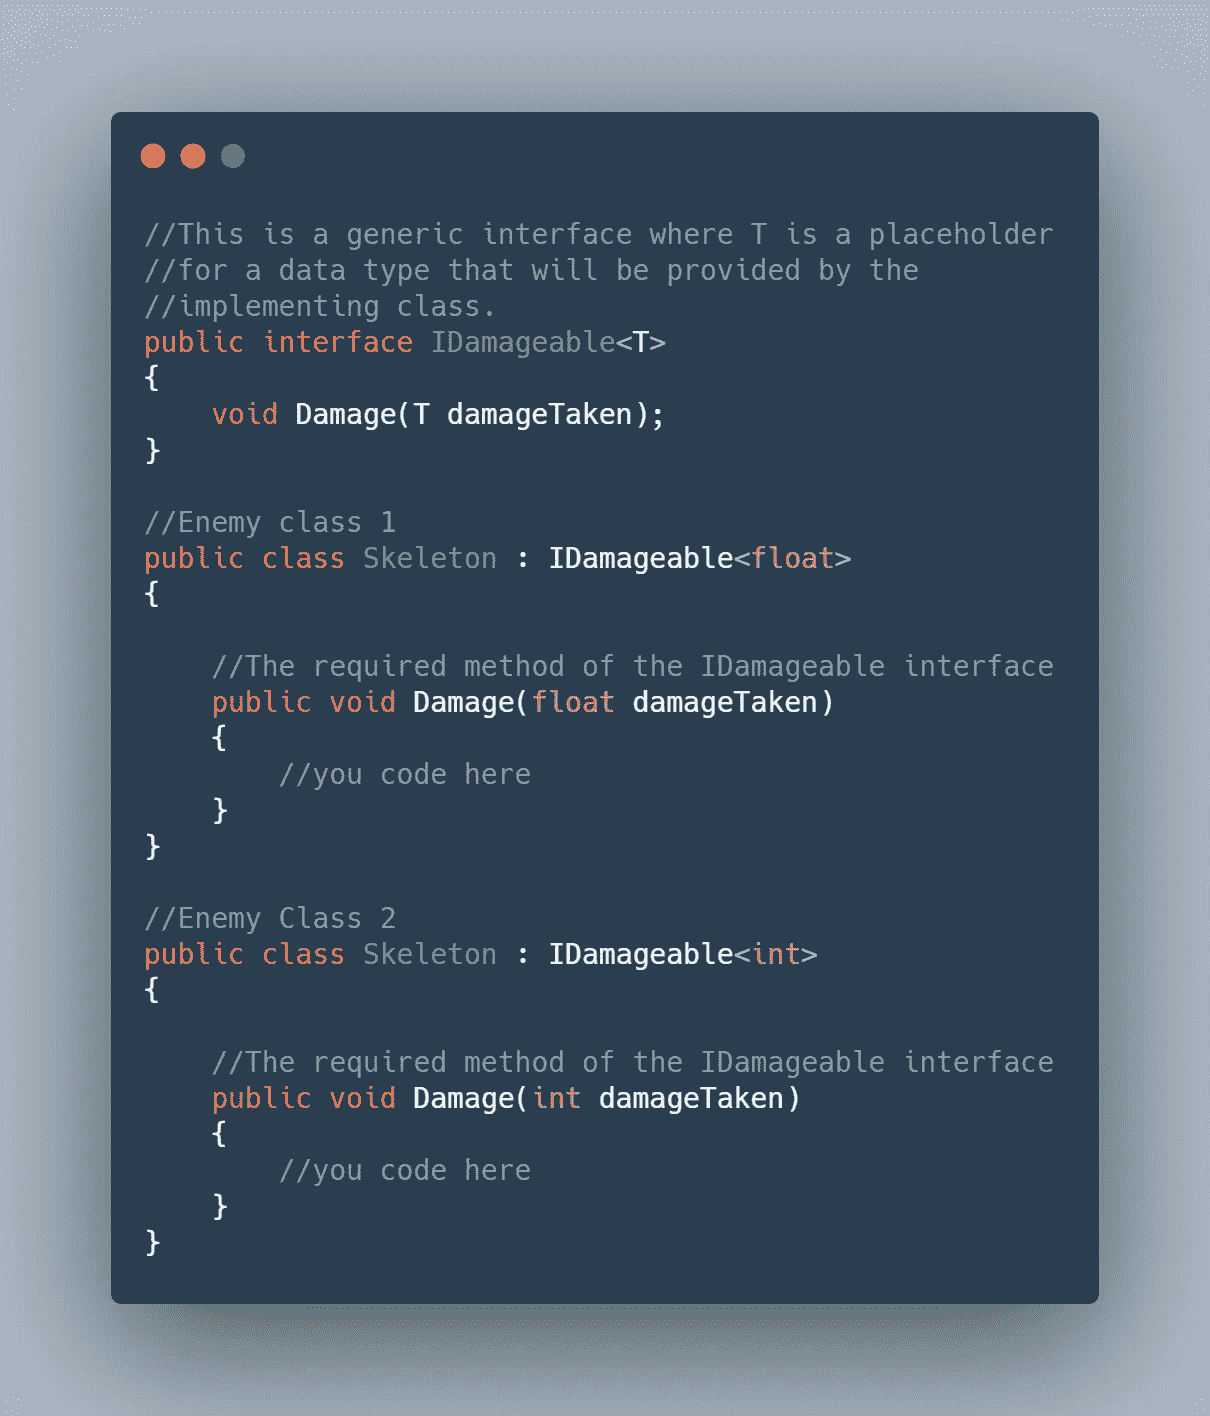 //This is a generic interface where T is a placeholder
//for a data type that will be provided by the
//implementing class.
public interface IDamageable<T>
{
    void Damage(T damageTaken);
}
//Enemy class 1
public class Skeleton : IDamageable<float>
{
    //The required method of the IDamageable interface
    public void Damage(float damageTaken)
    {
        //you code here
    }
}
//Enemy Class 2
public class Skeleton : IDamageable<int>
{
    //The required method of the IDamageable interface
    public void Damage(int damageTaken)
    {
        //you code here
    }
}